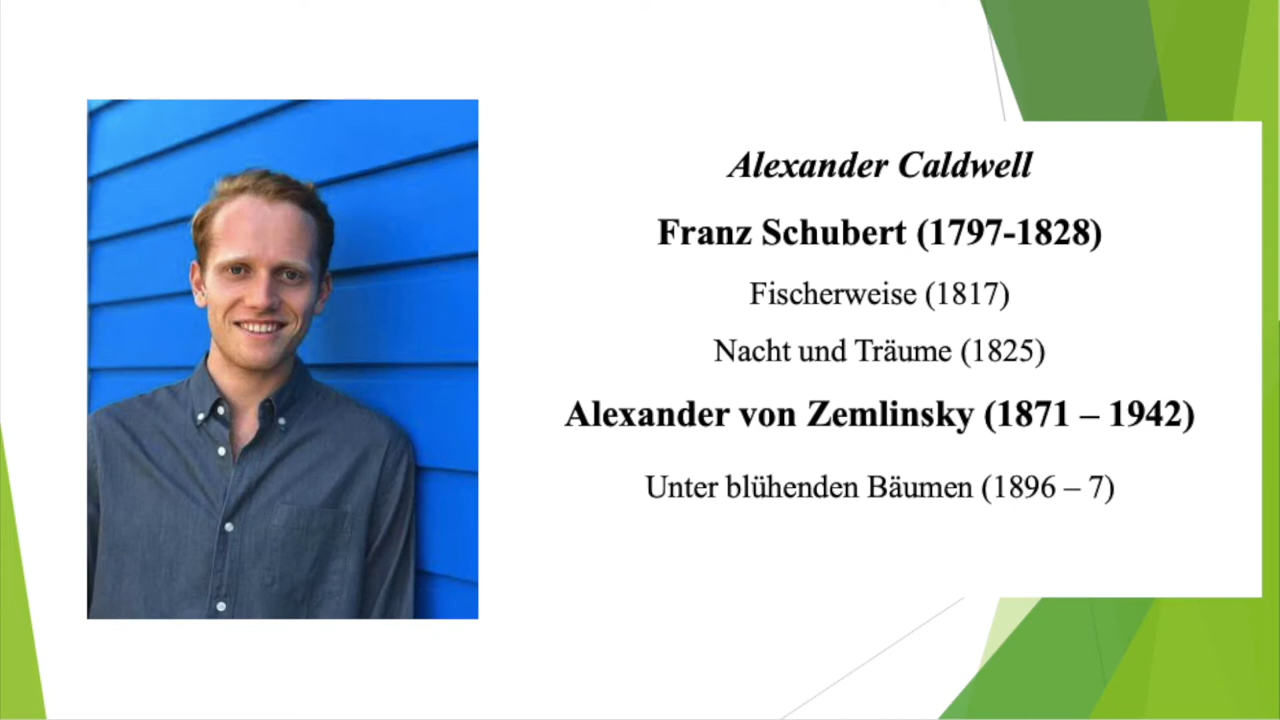 Alexander Caldwell
Franz Schubert (1797-1828)
Fischerweise (1817)
Nacht und Träume (1825)
Alexander von Zemlinsky (1871 – 1942)
Unter blühenden Bäumen (1896 – 7)